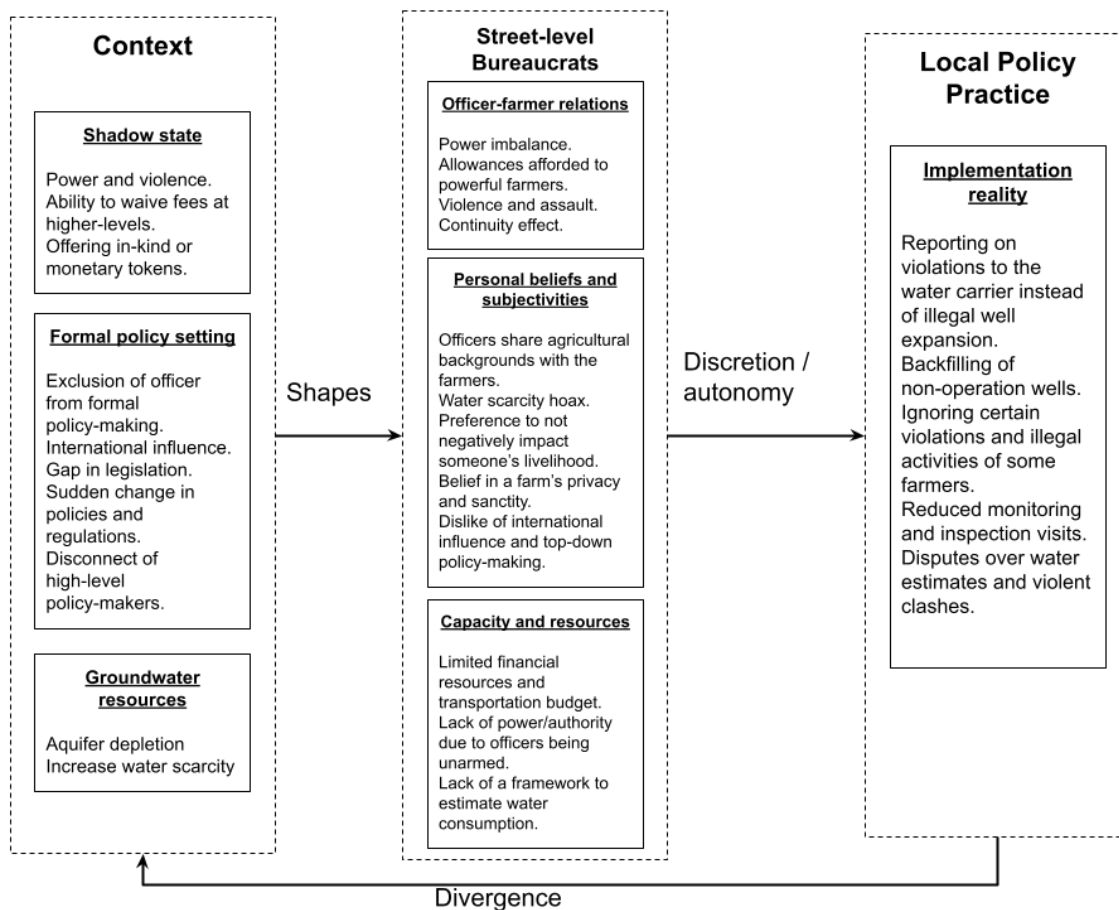 Context
Shadow state
Power and violence.
Ability to waive fees at
higher-levels.
Offering in-kind or
monetary tokens.
Formal policy setting
Exclusion of officer
from formal
policy-making.
International influence.
Gap in legislation.
Sudden change in
policies and
regulations.
Disconnect of
high-level
policy-makers.
Groundwater
resources
Aquifer depletion
Increase water scarcity
Shapes
Street-level
Bureaucrats
Officer-farmer relations
Power imbalance.
Allowances afforded to
powerful farmers.
Violence and assault.
Continuity effect.
Personal beliefs and
subjectivities
Officers share agricultural
backgrounds with the
farmers.
Water scarcity hoax.
Preference to not
negatively impact
someone's livelihood.
Belief in a farm's privacy
and sanctity.
Dislike of international
influence and top-down
policy-making.
Capacity and resources
Limited financial
resources and
transportation budget.
Lack of power/authority
due to officers being
unarmed.
Lack of a framework to
estimate water
consumption.
Discretion /
autonomy
Local Policy
Practice
Implementation
reality
Reporting on
violations to the
water carrier instead
of illegal well
expansion.
Backfilling of
non-operation wells.
Ignoring certain
violations and illegal
activities of some
farmers.
Reduced monitoring
and inspection visits.
Disputes over water
estimates and violent
clashes.
Divergence